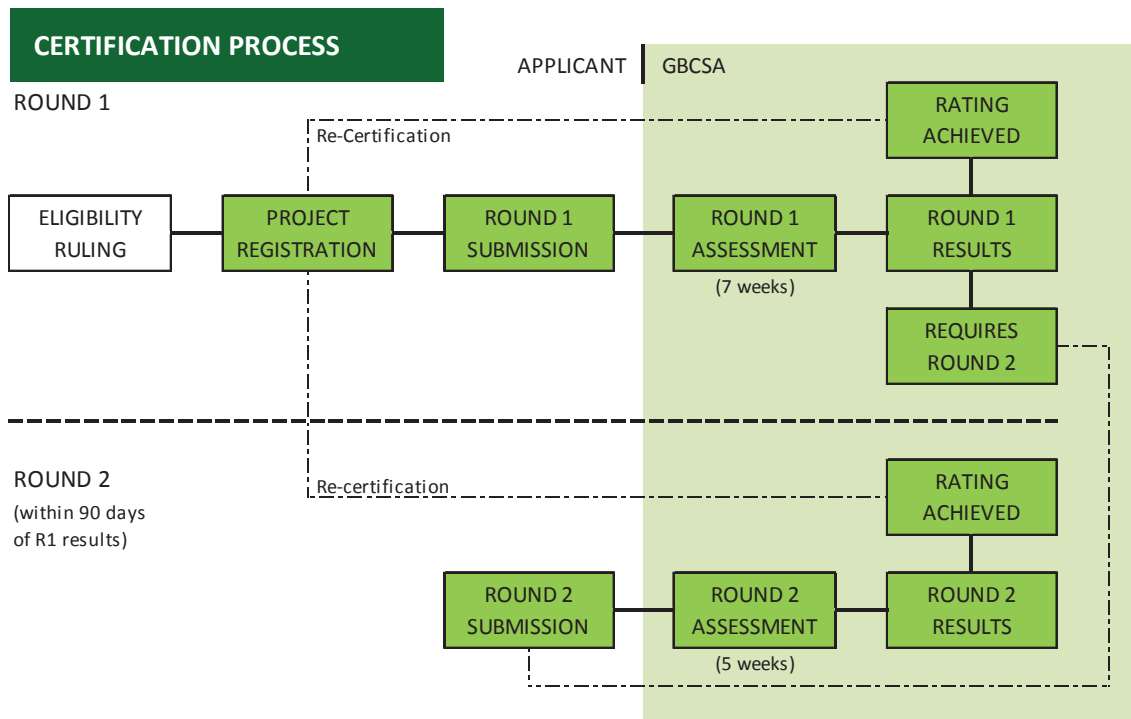 CERTIFICATION PROCESS
APPLICANT
GBCSA
ROUND 1
RATING
ACHIEVED
Re-Certification
ELIGIBILITY
RULING
PROJECT
REGISTRATION
ROUND 1
SUBMISSION
ROUND 1
ASSESSMENT
(7 weeks)
ROUND 1
RESULTS
REQUIRES
ROUND 2
ROUND 2
(within 90 days
of R1 results)
Re-certification
RATING
ACHIEVED
ROUND 2
SUBMISSION
ROUND 2
ASSESSMENT
(5 weeks)
ROUND 2
RESULTS